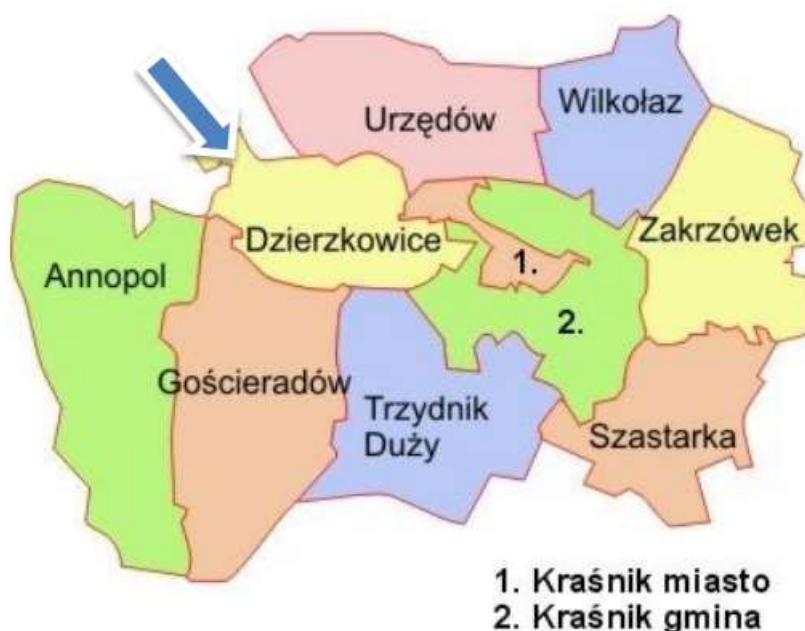 Urzędów
Wilkołaz
Zakrzówek
Dzierzkowice
Annopol
1.
2.
Gościeradów
Trzydnik
Duży
Szastarka
1. Kraśnik miasto
2. Kraśnik gmina